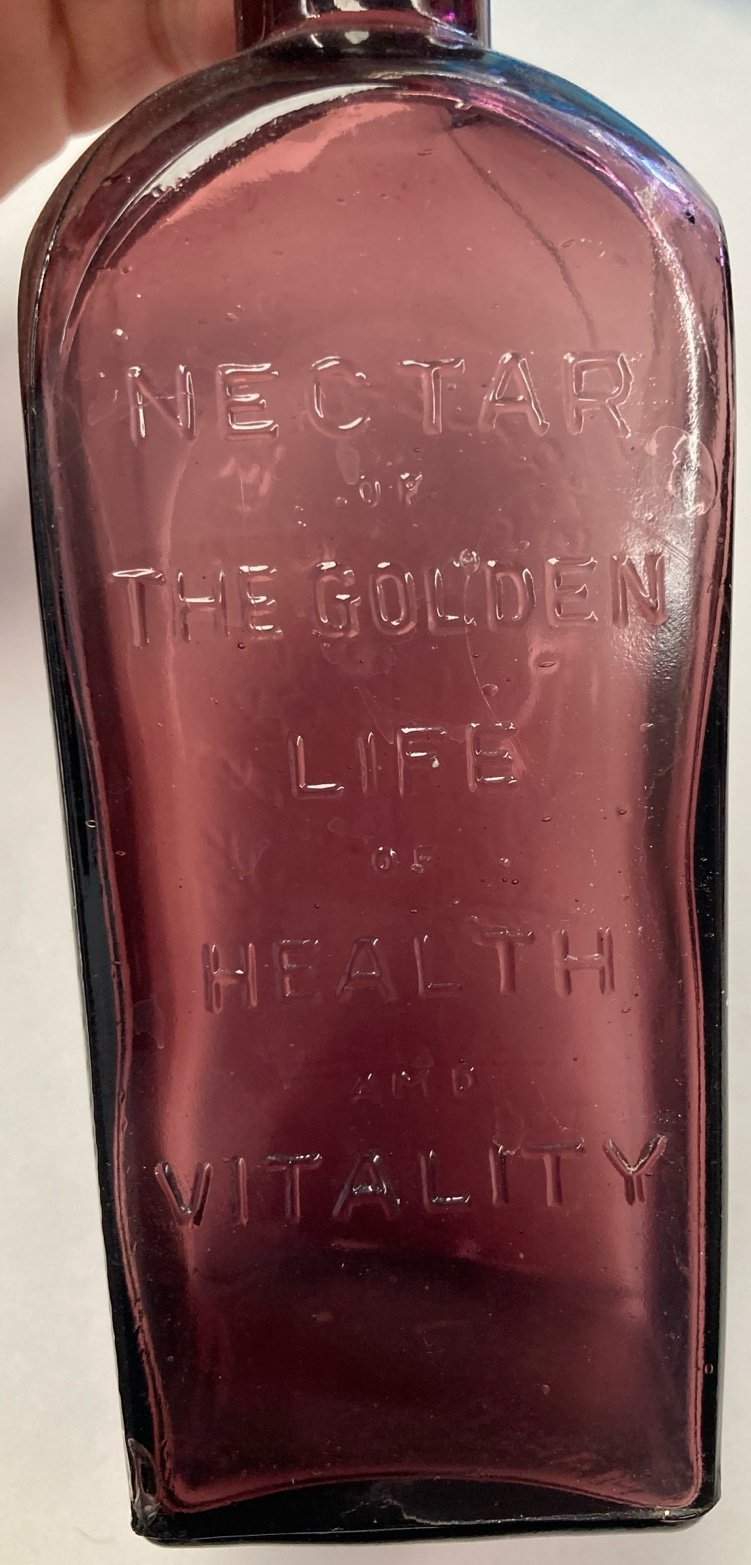 NECTAR
OF
THE GOLDEN
LIFE
OF
HEALTH
AND
VITALITY